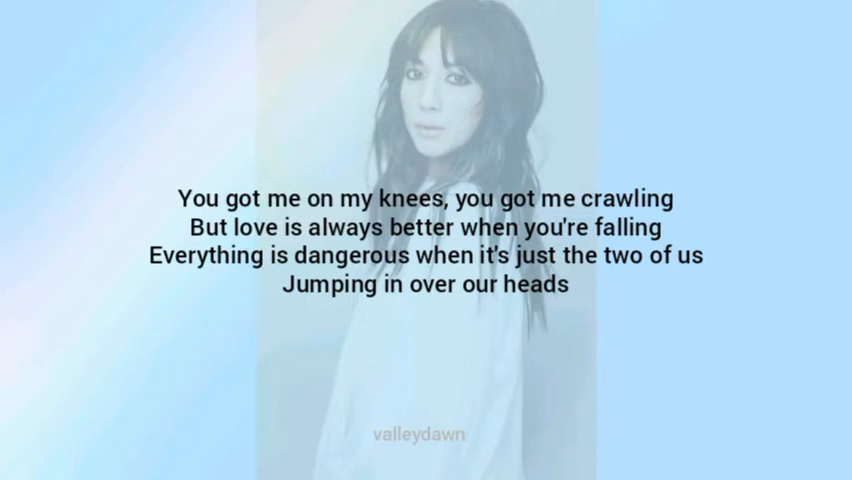 You got me on my knees, you got me crawling
But love is always better when you're falling
Everything is dangerous when it's just the two of us
Jumping in over our heads
valleydawn